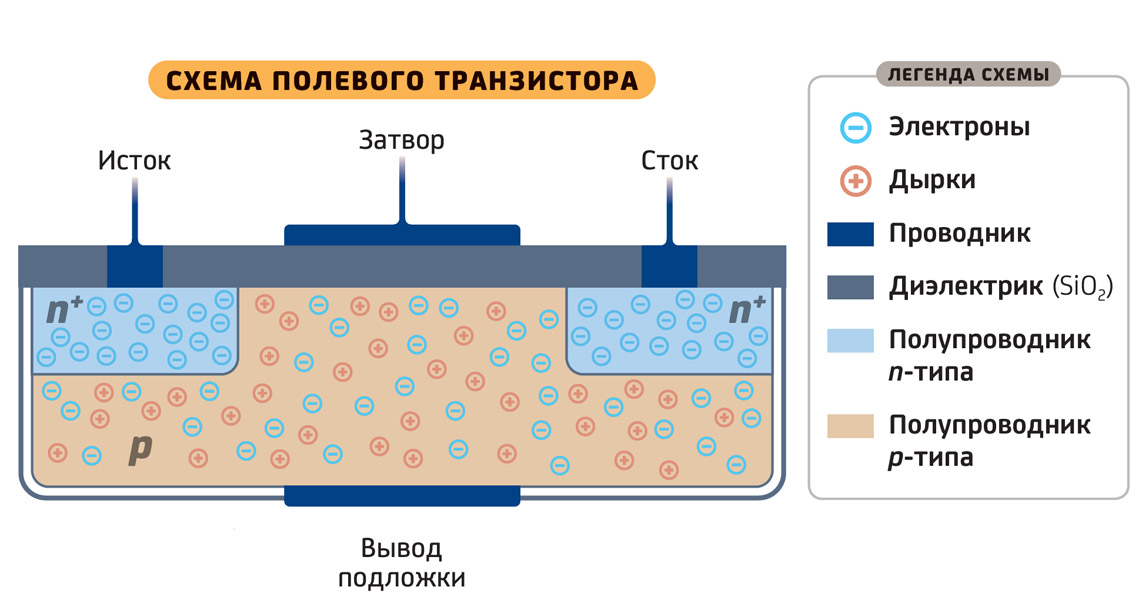 СХЕМА ПОЛЕВОГО ТРАНЗИСТОРА
Исток
Затвор
Сток
n+
n+
p
Вывод
подложки
ЛЕГЕНДА СХЕМЫ
Электроны
Дырки
Проводник
Диэлектрик (SiO₂)
Полупроводник
n-типа
Полупроводник
p-типа